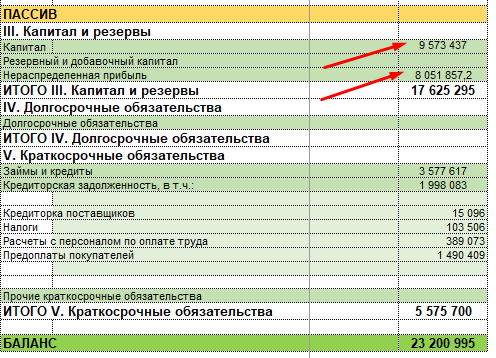 ПАССИВ
III. Капитал и резервы
Капитал 9 573 437
Резервный и добавочный капитал
Нераспределенная прибыль 8 051 857,2
ИТОГО III. Капитал и резервы 17 625 295
IV. Долгосрочные обязательства
Долгосрочные обязательства
ИТОГО IV. Долгосрочные обязательства
V. Краткосрочные обязательства
Займы и кредиты 3 577 617
Кредиторская задолженность, в т.ч.: 1 998 083
Кредиторка поставщиков 15 096
Налоги 103 506
Расчеты с персоналом по оплате труда 389 073
Предоплаты покупателей 1 490 409
Прочие краткосрочные обязательства
ИТОГО V. Краткосрочные обязательства 5 575 700
БАЛАНС 23 200 995